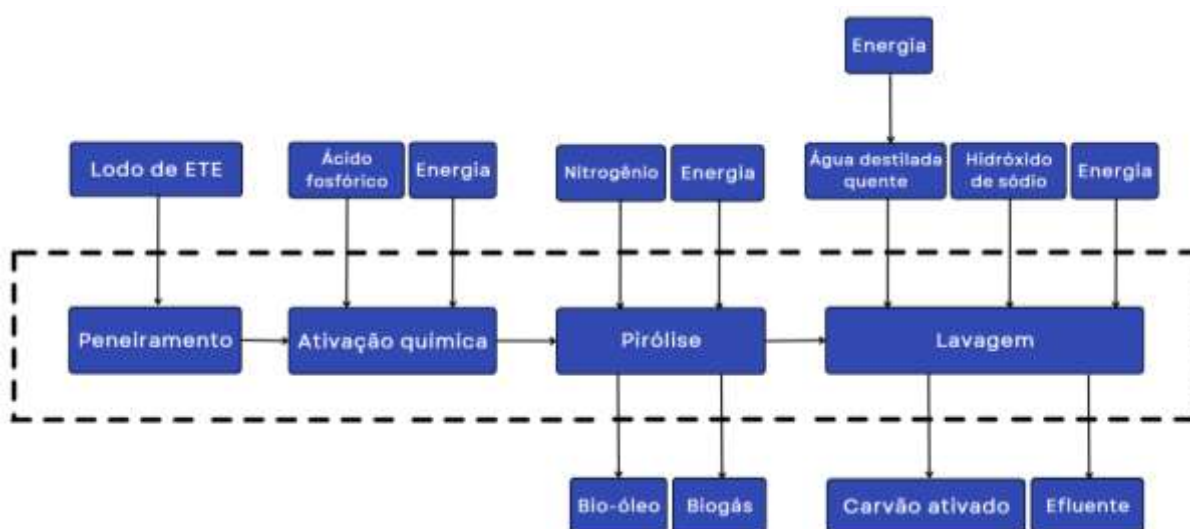 Energia
Lodo de ETE
Ácido
fosfórico
Energia
Nitrogênio
Energia
Água destilada
quente
Hidróxido
de sódio
Energia
Peneiramento
Ativação química
Pirólise
Lavagem
Bio-óleo
Biogás
Carvão ativado
Efluente